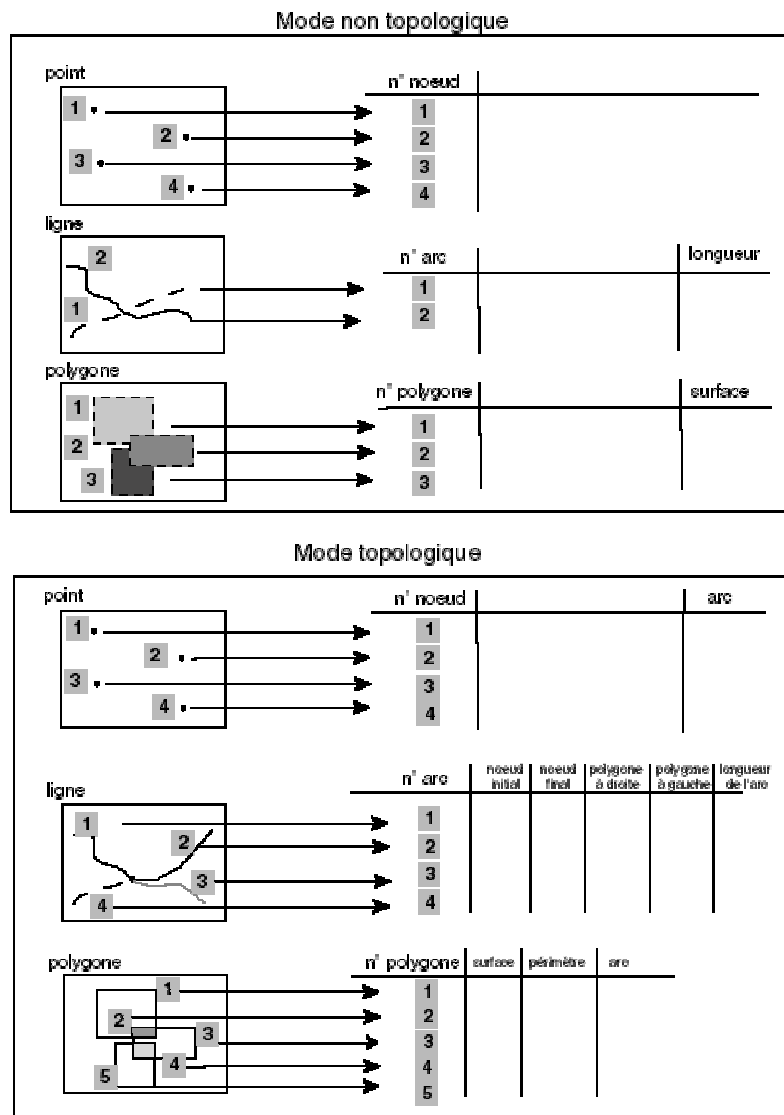 Mode non topologique
point
n° noeud
1
1
2
2
3
3
4
4
ligne
n° arc
longueur
2
1
1
2
polygone
n° polygone
surface
1
1
2
2
3
3
Mode topologique
point
n° noeud
arc
1
1
2
2
3
3
4
4
ligne
n° arc
noeud initial
noeud final
polygone à droite
polygone à gauche
longueur de l'arc
1
1
2
2
3
3
4
4
polygone
n° polygone
surface
périmètre
arc
1
1
2
2
3
3
4
4
5
5